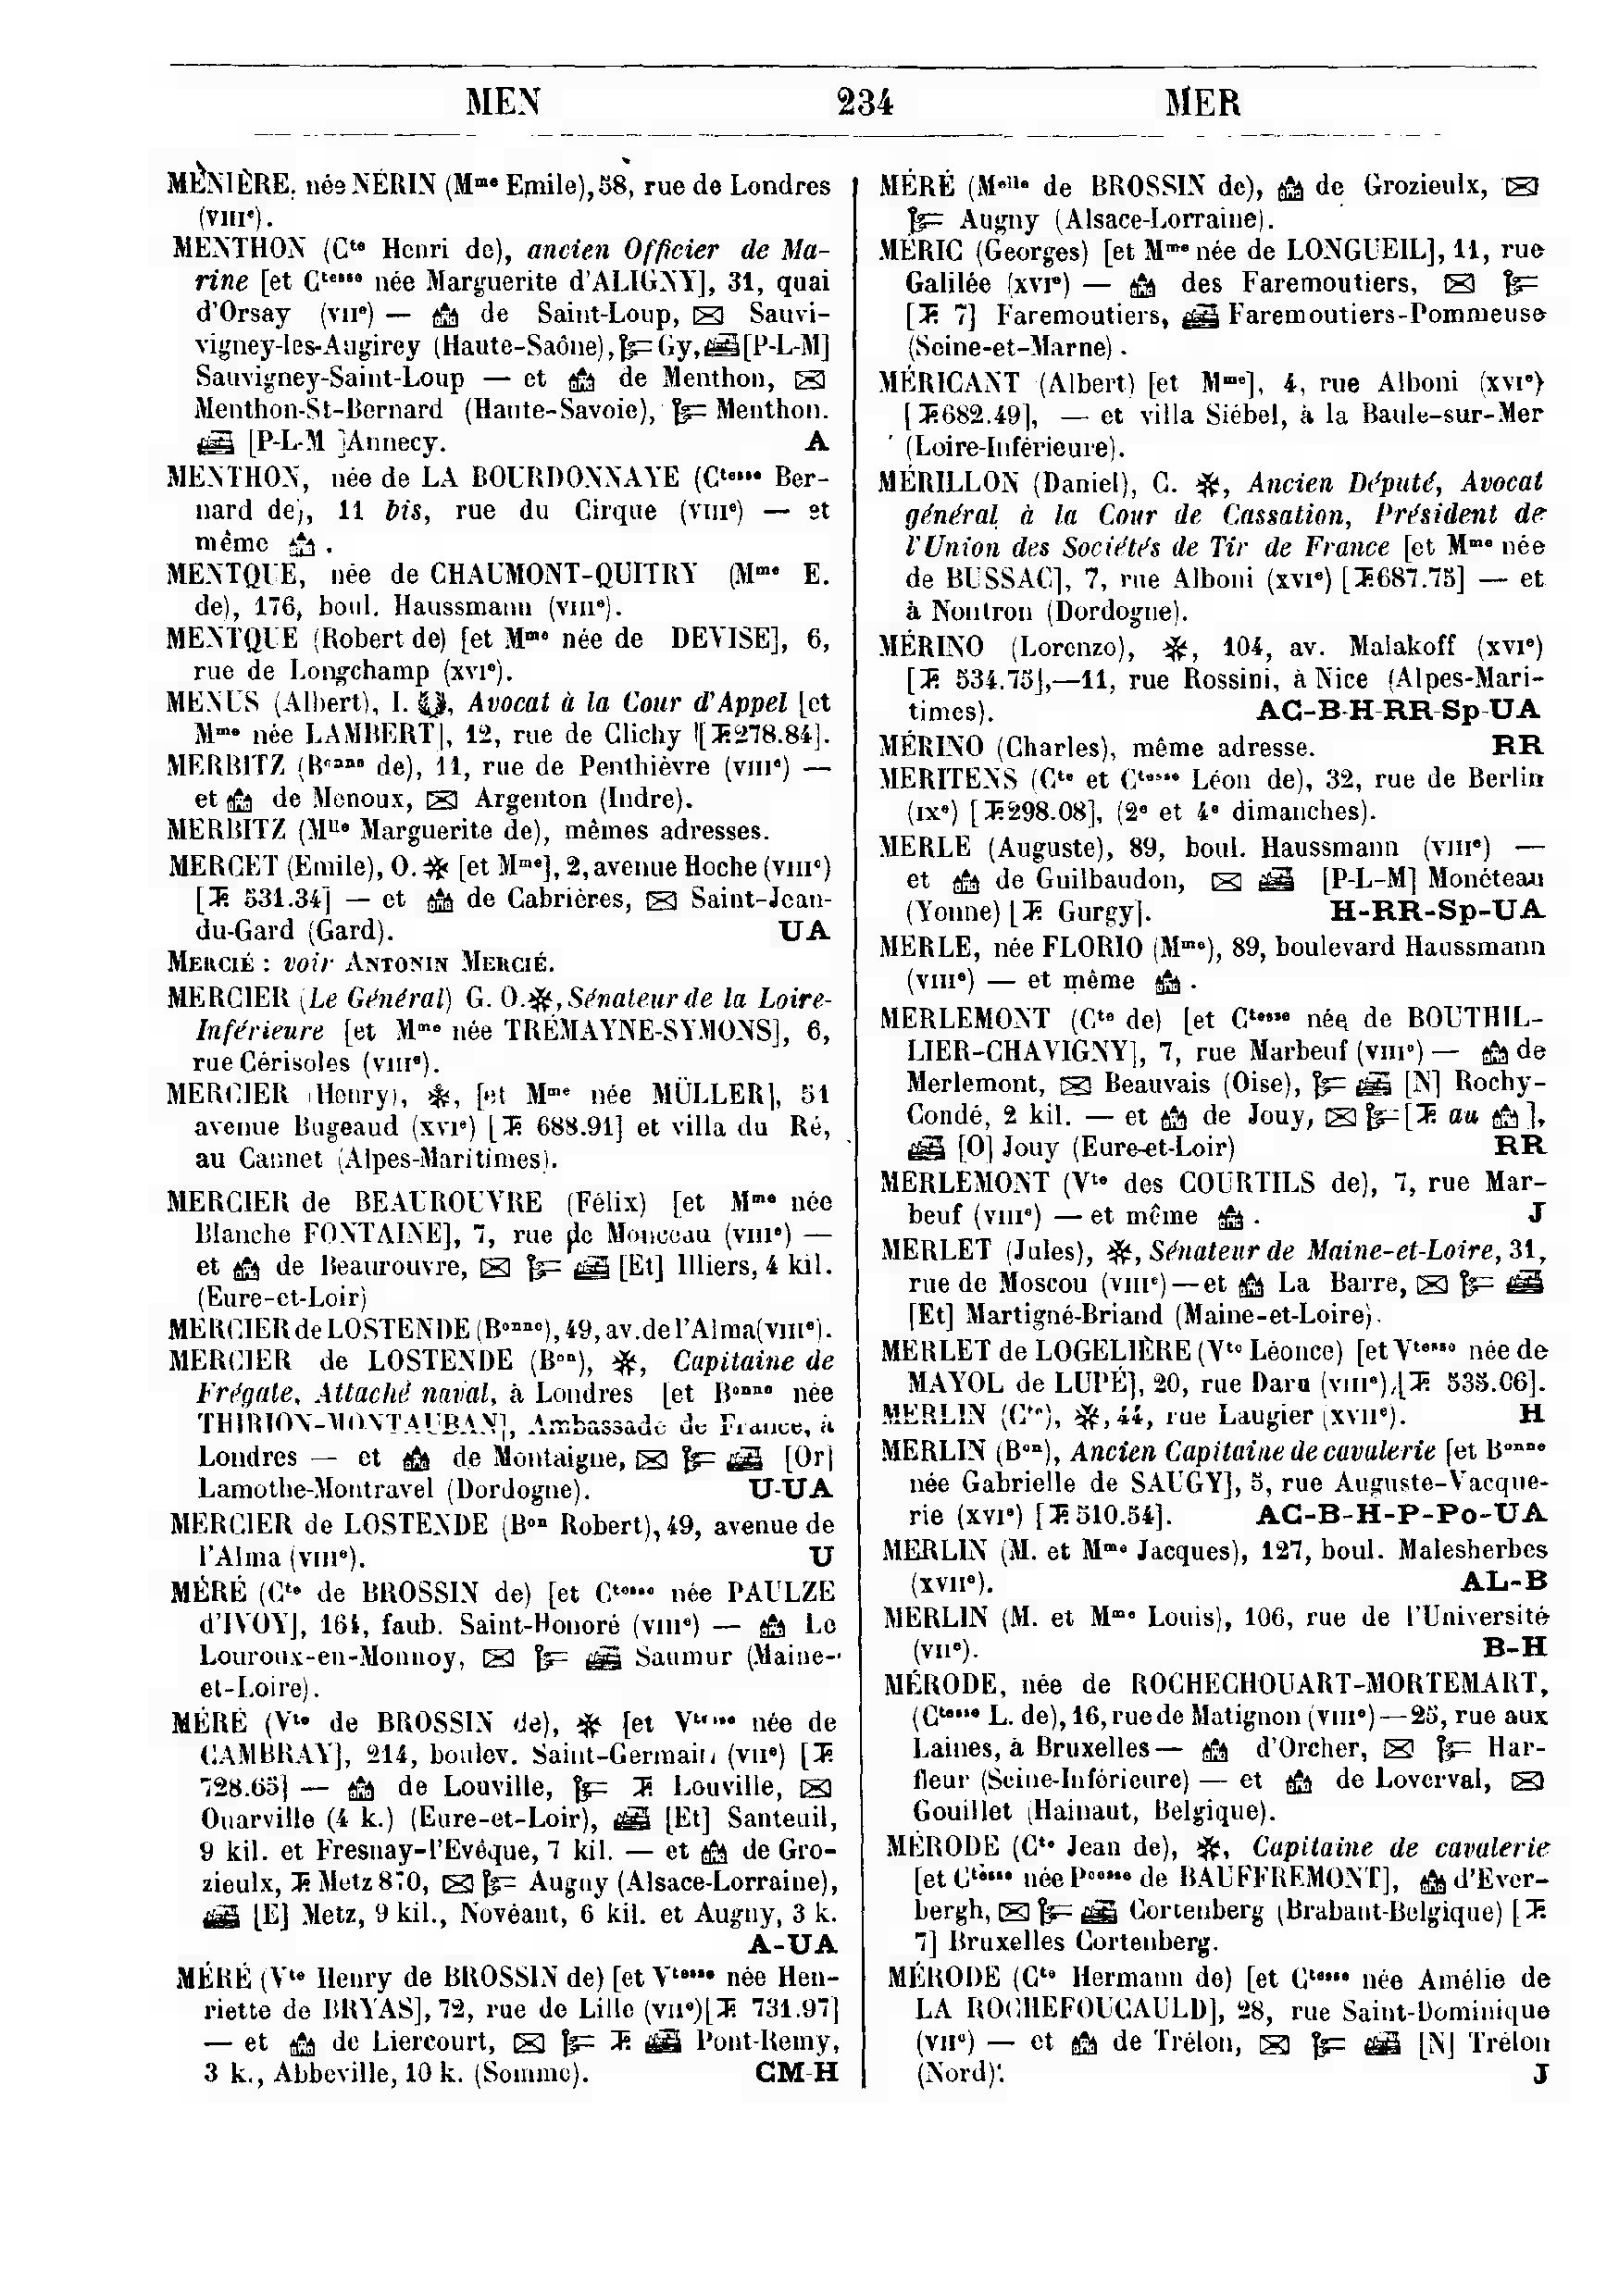 MEN 234 MER
MÈNIÈRE, née NÉRIN (Mme Emile), 58, rue de Londres
(VIIIe).
MENTHON (Cte Henri de), ancien Officier de Ma-
rine [et Ctesse née Marguerite d'ALIGNY], 31, quai
d'Orsay (VIIe) — de Saint-Loup, Sauvi-
vigney-les-Augirey (Haute-Saône), Gy, [P-L-M]
Sauvigney-Saint-Loup — et de Menthon,
Menthon-St-Bernard (Haute-Savoie), Menthon.
[P-L-M ]Annecy. A
MENTHON, née de LA BOURDONNAYE (Ctesse Ber-
nard de), 11 bis, rue du Cirque (VIIIe) — et
même .
MENTQUE, née de CHAUMONT-QUITRY (Mme E.
de), 176, boul. Haussmann (VIIIe).
MENTQUE (Robert de) [et Mme née de DEVISE], 6,
rue de Longchamp (XVIe).
MENUS (Albert), I. , Avocat à la Cour d'Appel [et
Mme née LAMBERT], 12, rue de Clichy [T. 278.84].
MERBITZ (Bonne de), 11, rue de Penthièvre (VIIIe) —
et de Menoux, Argenton (Indre).
MERBITZ (Mlle Marguerite de), mêmes adresses.
MERCET (Emile), O. ✻ [et Mme], 2, avenue Hoche (VIIIe)
[T. 531.34] — et de Cabrières, Saint-Jean-
du-Gard (Gard). UA
MERCIÉ : voir ANTONIN MERCIÉ.
MERCIER (Le Général) G. O. ✻, Sénateur de la Loire-
Inférieure [et Mme née TRÉMAYNE-SYMONS], 6,
rue Cérisoles (VIIIe).
MERCIER (Henry), ✻, [et Mme née MÜLLER], 51
avenue Bugeaud (XVIe) [T. 688.91] et villa du Ré,
au Cannet (Alpes-Maritimes).
MERCIER de BEAUROUVRE (Félix) [et Mme née
Blanche FONTAINE], 7, rue de Monceau (VIIIe) —
et de Beaurouvre, [Et] Illiers, 4 kil.
(Eure-et-Loir)
MERCIER de LOSTENDE (Bonne), 49, av. de l'Alma (VIIIe).
MERCIER de LOSTENDE (Bon), ✻, Capitaine de
Frégate, Attaché naval, à Londres [et Bonne née
THIRION-MONTAUBAN], Ambassade de France, à
Londres — et de Montaigne, [Or]
Lamothe-Montravel (Dordogne). U-UA
MERCIER de LOSTENDE (Bon Robert), 49, avenue de
l'Alma (VIIIe). U
MÉRÉ (Cte de BROSSIN de) [et Ctesse née PAULZE
d'IVOY], 164, faub. Saint-Honoré (VIIIe) — Le
Louroux-en-Monnoy, Saumur (Maine-
et-Loire).
MÉRÉ (Vte de BROSSIN de), ✻ [et Vtesse née de
CAMBRAY], 214, boulev. Saint-Germain (VIIe) [T.
728.65] — de Louville, T. Louville,
Ouarville (4 k.) (Eure-et-Loir), [Et] Santeuil,
9 kil. et Fresnay-l'Evêque, 7 kil. — et de Gro-
zieulx, T. Metz 870, Augny (Alsace-Lorraine),
[E] Metz, 9 kil., Novéant, 6 kil. et Augny, 3 k.
A-UA
MÉRÉ (Vte Henry de BROSSIN de) [et Vtesse née Hen-
riette de BRYAS], 72, rue de Lille (VIIe) [T. 731.97]
— et de Liercourt, T. Pont-Remy,
3 k., Abbeville, 10 k. (Somme). CM-H
MÉRÉ (Melle de BROSSIN de), de Grozieulx,
Augny (Alsace-Lorraine).
MÉRIC (Georges) [et Mme née de LONGUEIL], 11, rue
Galilée (XVIe) — des Faremoutiers,
[T. 7] Faremoutiers, Faremoutiers-Pommeuse
(Seine-et-Marne).
MÉRICANT (Albert) [et Mme], 4, rue Alboni (XVIe)
[T. 682.49], — et villa Siébel, à la Baule-sur-Mer
(Loire-Inférieure).
MÉRILLON (Daniel), C. ✻, Ancien Député, Avocat
général à la Cour de Cassation, Président de
l'Union des Sociétés de Tir de France [et Mme née
de BUSSAC], 7, rue Alboni (XVIe) [T. 687.75] — et
à Nontron (Dordogne).
MÉRINO (Lorenzo), ✻, 104, av. Malakoff (XVIe)
[T. 534.75],—11, rue Rossini, à Nice (Alpes-Mari-
times). AC-B-H-RR-Sp-UA
MÉRINO (Charles), même adresse. RR
MERITENS (Cte et Ctesse Léon de), 32, rue de Berlin
(IXe) [T. 298.08], (2e et 4e dimanches).
MERLE (Auguste), 89, boul. Haussmann (VIIIe) —
et de Guilbaudon, [P-L-M] Monéteau
(Yonne) [T. Gurgy]. H-RR-Sp-UA
MERLE, née FLORIO (Mme), 89, boulevard Haussmann
(VIIIe) — et même .
MERLEMONT (Cte de) [et Ctesse née de BOUTHIL-
LIER-CHAVIGNY], 7, rue Marbeuf (VIIIe) — de
Merlemont, Beauvais (Oise), [N] Rochy-
Condé, 2 kil. — et de Jouy, [T. au ],
[O] Jouy (Eure-et-Loir) RR
MERLEMONT (Vte des COURTILS de), 7, rue Mar-
beuf (VIIIe) — et même . J
MERLET (Jules), ✻, Sénateur de Maine-et-Loire, 31,
rue de Moscou (VIIIe) — et La Barre,
[Et] Martigné-Briand (Maine-et-Loire).
MERLET de LOGELIÈRE (Vte Léonce) [et Vtesse née de
MAYOL de LUPÉ], 20, rue Daru (VIIIe), [T. 535.06].
MERLIN (Cte), ✻, 44, rue Laugier (XVIIe). H
MERLIN (Bon), Ancien Capitaine de cavalerie [et Bonne
née Gabrielle de SAUGY], 5, rue Auguste-Vacque-
rie (XVIe) [T. 510.54]. AC-B-H-P-Po-UA
MERLIN (M. et Mme Jacques), 127, boul. Malesherbes
(XVIIe). AL-B
MERLIN (M. et Mme Louis), 106, rue de l'Université
(VIIe). B-H
MÉRODE, née de ROCHECHOUART-MORTEMART,
(Ctesse L. de), 16, rue de Matignon (VIIIe) — 25, rue aux
Laines, à Bruxelles — d'Orcher, Har-
fleur (Seine-Inférieure) — et de Loverval,
Gouillet (Hainaut, Belgique).
MÉRODE (Cte Jean de), ✻, Capitaine de cavalerie
[et Ctesse née Pcesse de BAUFFREMONT], d'Ever-
bergh, Cortenberg (Brabant-Belgique) [T.
7] Bruxelles Cortenberg.
MÉRODE (Cte Hermann de) [et Ctesse née Amélie de
LA ROCHEFOUCAULD], 28, rue Saint-Dominique
(VIIe) — et de Trélon, [N] Trélon
(Nord). J